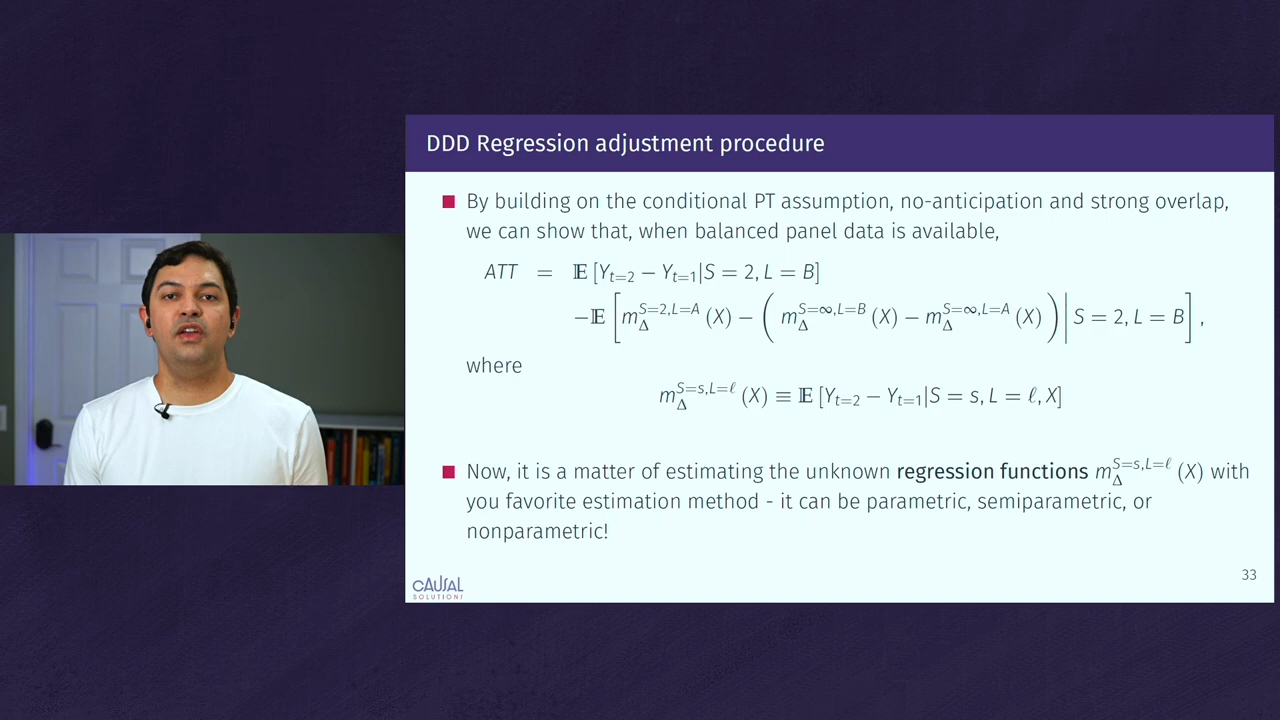 DDD Regression adjustment procedure
By building on the conditional PT assumption, no-anticipation and strong overlap,
we can show that, when balanced panel data is available,
ATT = 𝔼 [Y_{t=2} − Y_{t=1}|S = 2, L = B]
−𝔼 [m_Δ^{S=2,L=A} (X) − ( m_Δ^{S=∞,L=B} (X) − m_Δ^{S=∞,L=A} (X) ) | S = 2, L = B] ,
where
m_Δ^{S=s,L=ℓ} (X) ≡ 𝔼 [Y_{t=2} − Y_{t=1}|S = s, L = ℓ, X]
Now, it is a matter of estimating the unknown regression functions m_Δ^{S=s,L=ℓ} (X) with
you favorite estimation method - it can be parametric, semiparametric, or
nonparametric!
CAUSAL
SOLUTIONS
33